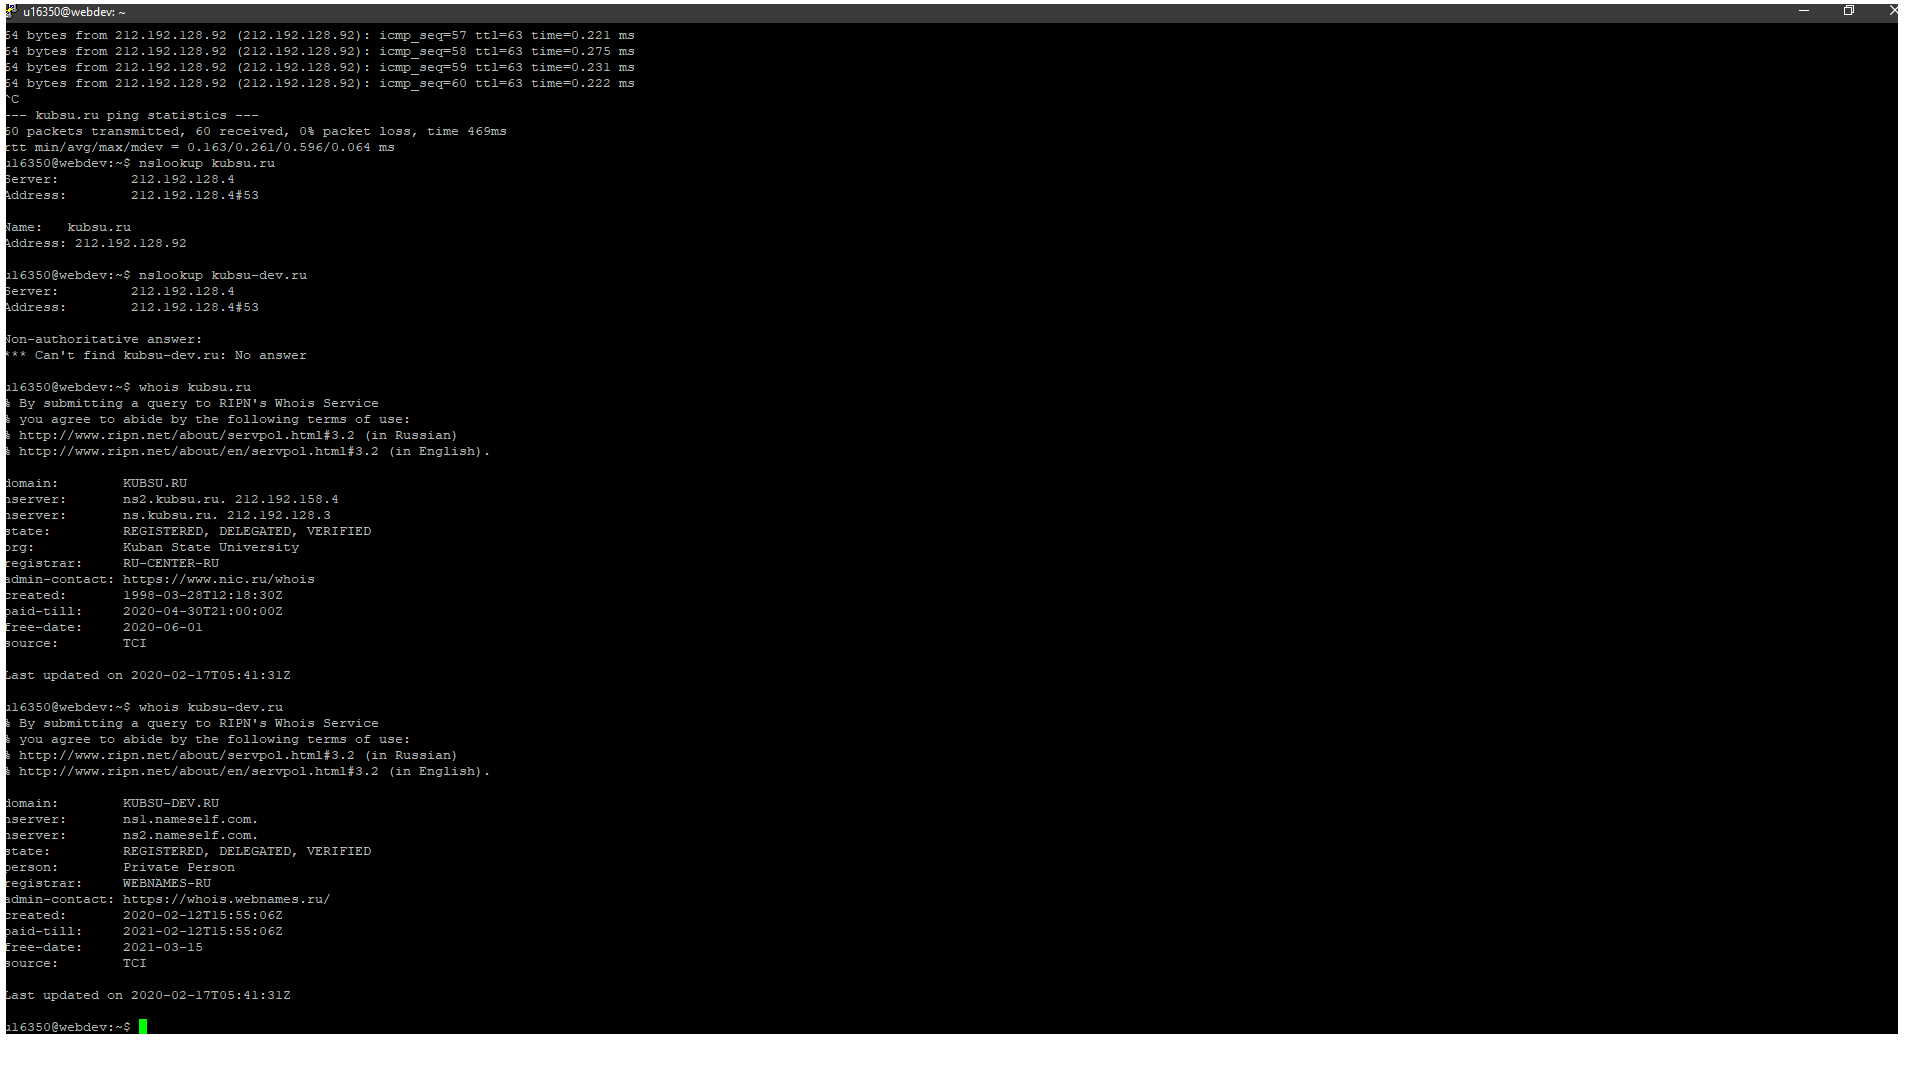 u16350@webdev: ~
64 bytes from 212.192.128.92 (212.192.128.92): icmp_seq=57 ttl=63 time=0.221 ms
64 bytes from 212.192.128.92 (212.192.128.92): icmp_seq=58 ttl=63 time=0.275 ms
64 bytes from 212.192.128.92 (212.192.128.92): icmp_seq=59 ttl=63 time=0.231 ms
64 bytes from 212.192.128.92 (212.192.128.92): icmp_seq=60 ttl=63 time=0.222 ms
^C
--- kubsu.ru ping statistics ---
60 packets transmitted, 60 received, 0% packet loss, time 469ms
rtt min/avg/max/mdev = 0.163/0.261/0.596/0.064 ms
u16350@webdev:~$ nslookup kubsu.ru
Server:         212.192.128.4
Address:        212.192.128.4#53
Name:   kubsu.ru
Address: 212.192.128.92
u16350@webdev:~$ nslookup kubsu-dev.ru
Server:         212.192.128.4
Address:        212.192.128.4#53
Non-authoritative answer:
*** Can't find kubsu-dev.ru: No answer
u16350@webdev:~$ whois kubsu.ru
% By submitting a query to RIPN's Whois Service
% you agree to abide by the following terms of use:
% http://www.ripn.net/about/servpol.html#3.2 (in Russian)
% http://www.ripn.net/about/en/servpol.html#3.2 (in English).
domain:        KUBSU.RU
nserver:       ns2.kubsu.ru. 212.192.158.4
nserver:       ns.kubsu.ru. 212.192.128.3
state:         REGISTERED, DELEGATED, VERIFIED
org:           Kuban State University
registrar:     RU-CENTER-RU
admin-contact: https://www.nic.ru/whois
created:       1998-03-28T12:18:30Z
paid-till:     2020-04-30T21:00:00Z
free-date:     2020-06-01
source:        TCI
Last updated on 2020-02-17T05:41:31Z
u16350@webdev:~$ whois kubsu-dev.ru
% By submitting a query to RIPN's Whois Service
% you agree to abide by the following terms of use:
% http://www.ripn.net/about/servpol.html#3.2 (in Russian)
% http://www.ripn.net/about/en/servpol.html#3.2 (in English).
domain:        KUBSU-DEV.RU
nserver:       ns1.nameself.com.
nserver:       ns2.nameself.com.
state:         REGISTERED, DELEGATED, VERIFIED
person:        Private Person
registrar:     WEBNAMES-RU
admin-contact: https://whois.webnames.ru/
created:       2020-02-12T15:55:06Z
paid-till:     2021-02-12T15:55:06Z
free-date:     2021-03-15
source:        TCI
Last updated on 2020-02-17T05:41:31Z
u16350@webdev:~$